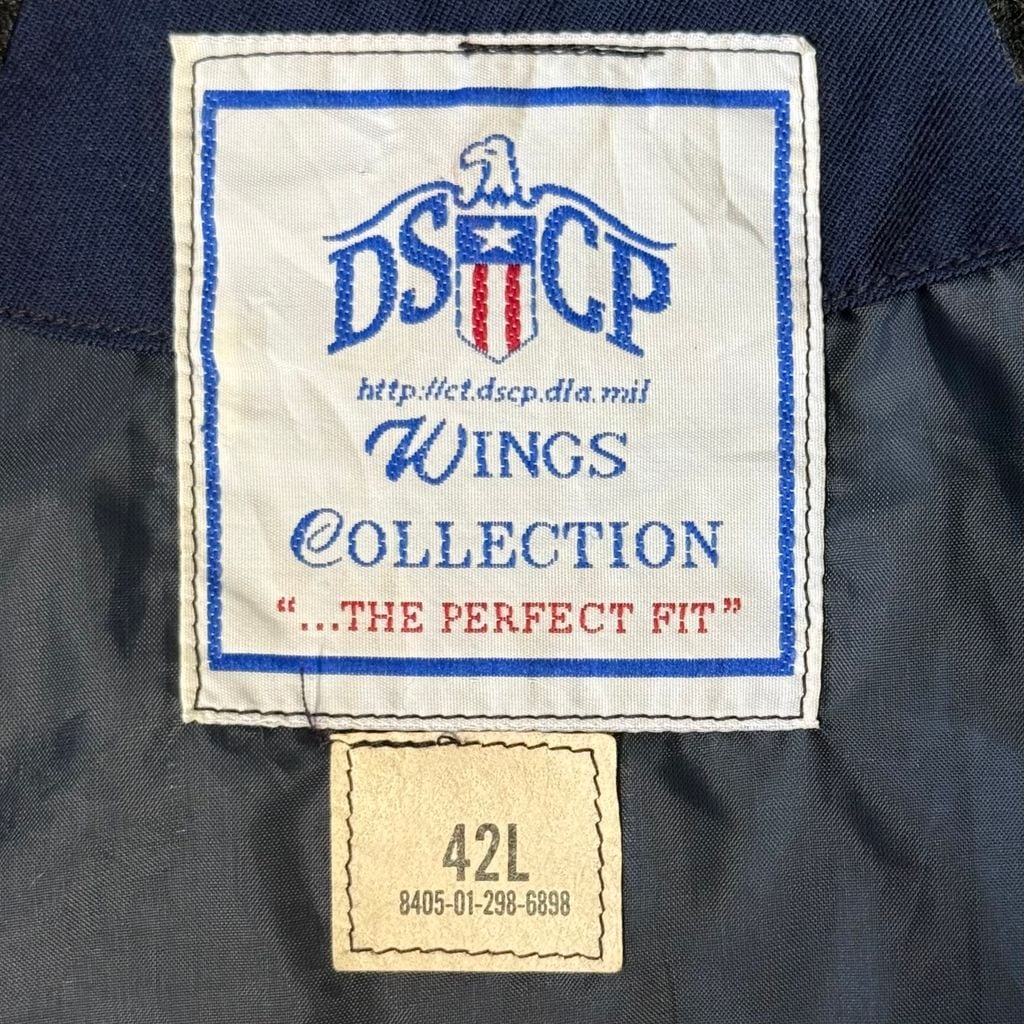 DSCP
http://ct.dscp.dla.mil
WINGS
COLLECTION
“...THE PERFECT FIT”
42L
8405-01-298-6898